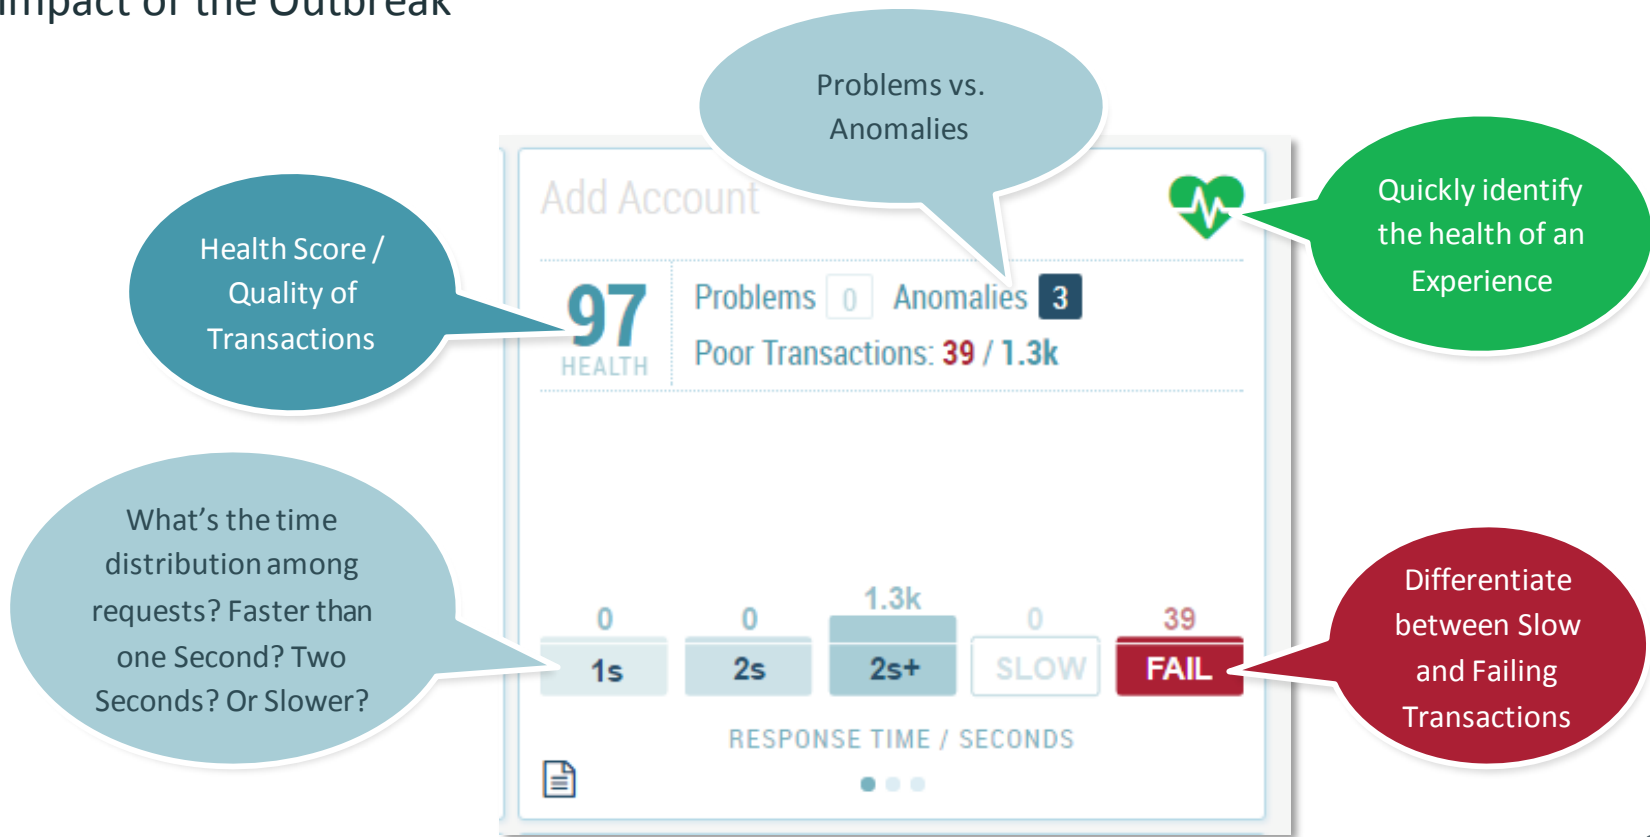 Impact of the Outbreak
Problems vs.
Anomalies
Quickly identify
the health of an
Experience
Health Score /
Quality of
Transactions
Add Account
97
HEALTH
Problems 0 Anomalies 3
Poor Transactions: 39 / 1.3k
What's the time
distribution among
requests? Faster than
one Second? Two
Seconds? Or Slower?
0 0 1.3k 0 39
1s 2s 2s+ SLOW FAIL
RESPONSE TIME / SECONDS
Differentiate
between Slow
and Failing
Transactions